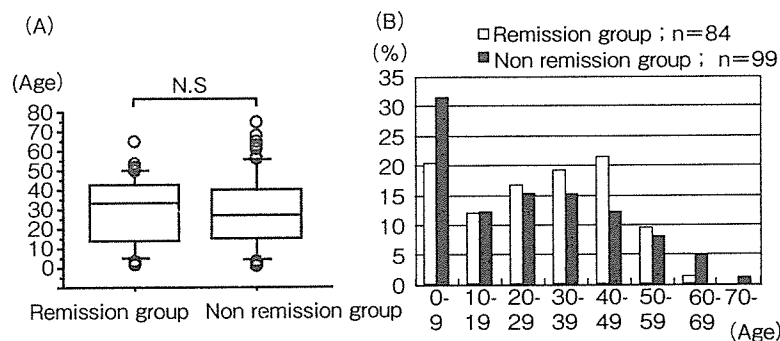 (A)
(Age)
N.S
80
70
60
50
40
30
20
10
0
Remission group Non remission group
(B)
(%)
Remission group ; n=84
Non remission group ; n=99
35
30
25
20
15
10
5
0
0- 10- 20- 30- 40- 50- 60- 70-
9 19 29 39 49 59 69 (Age)